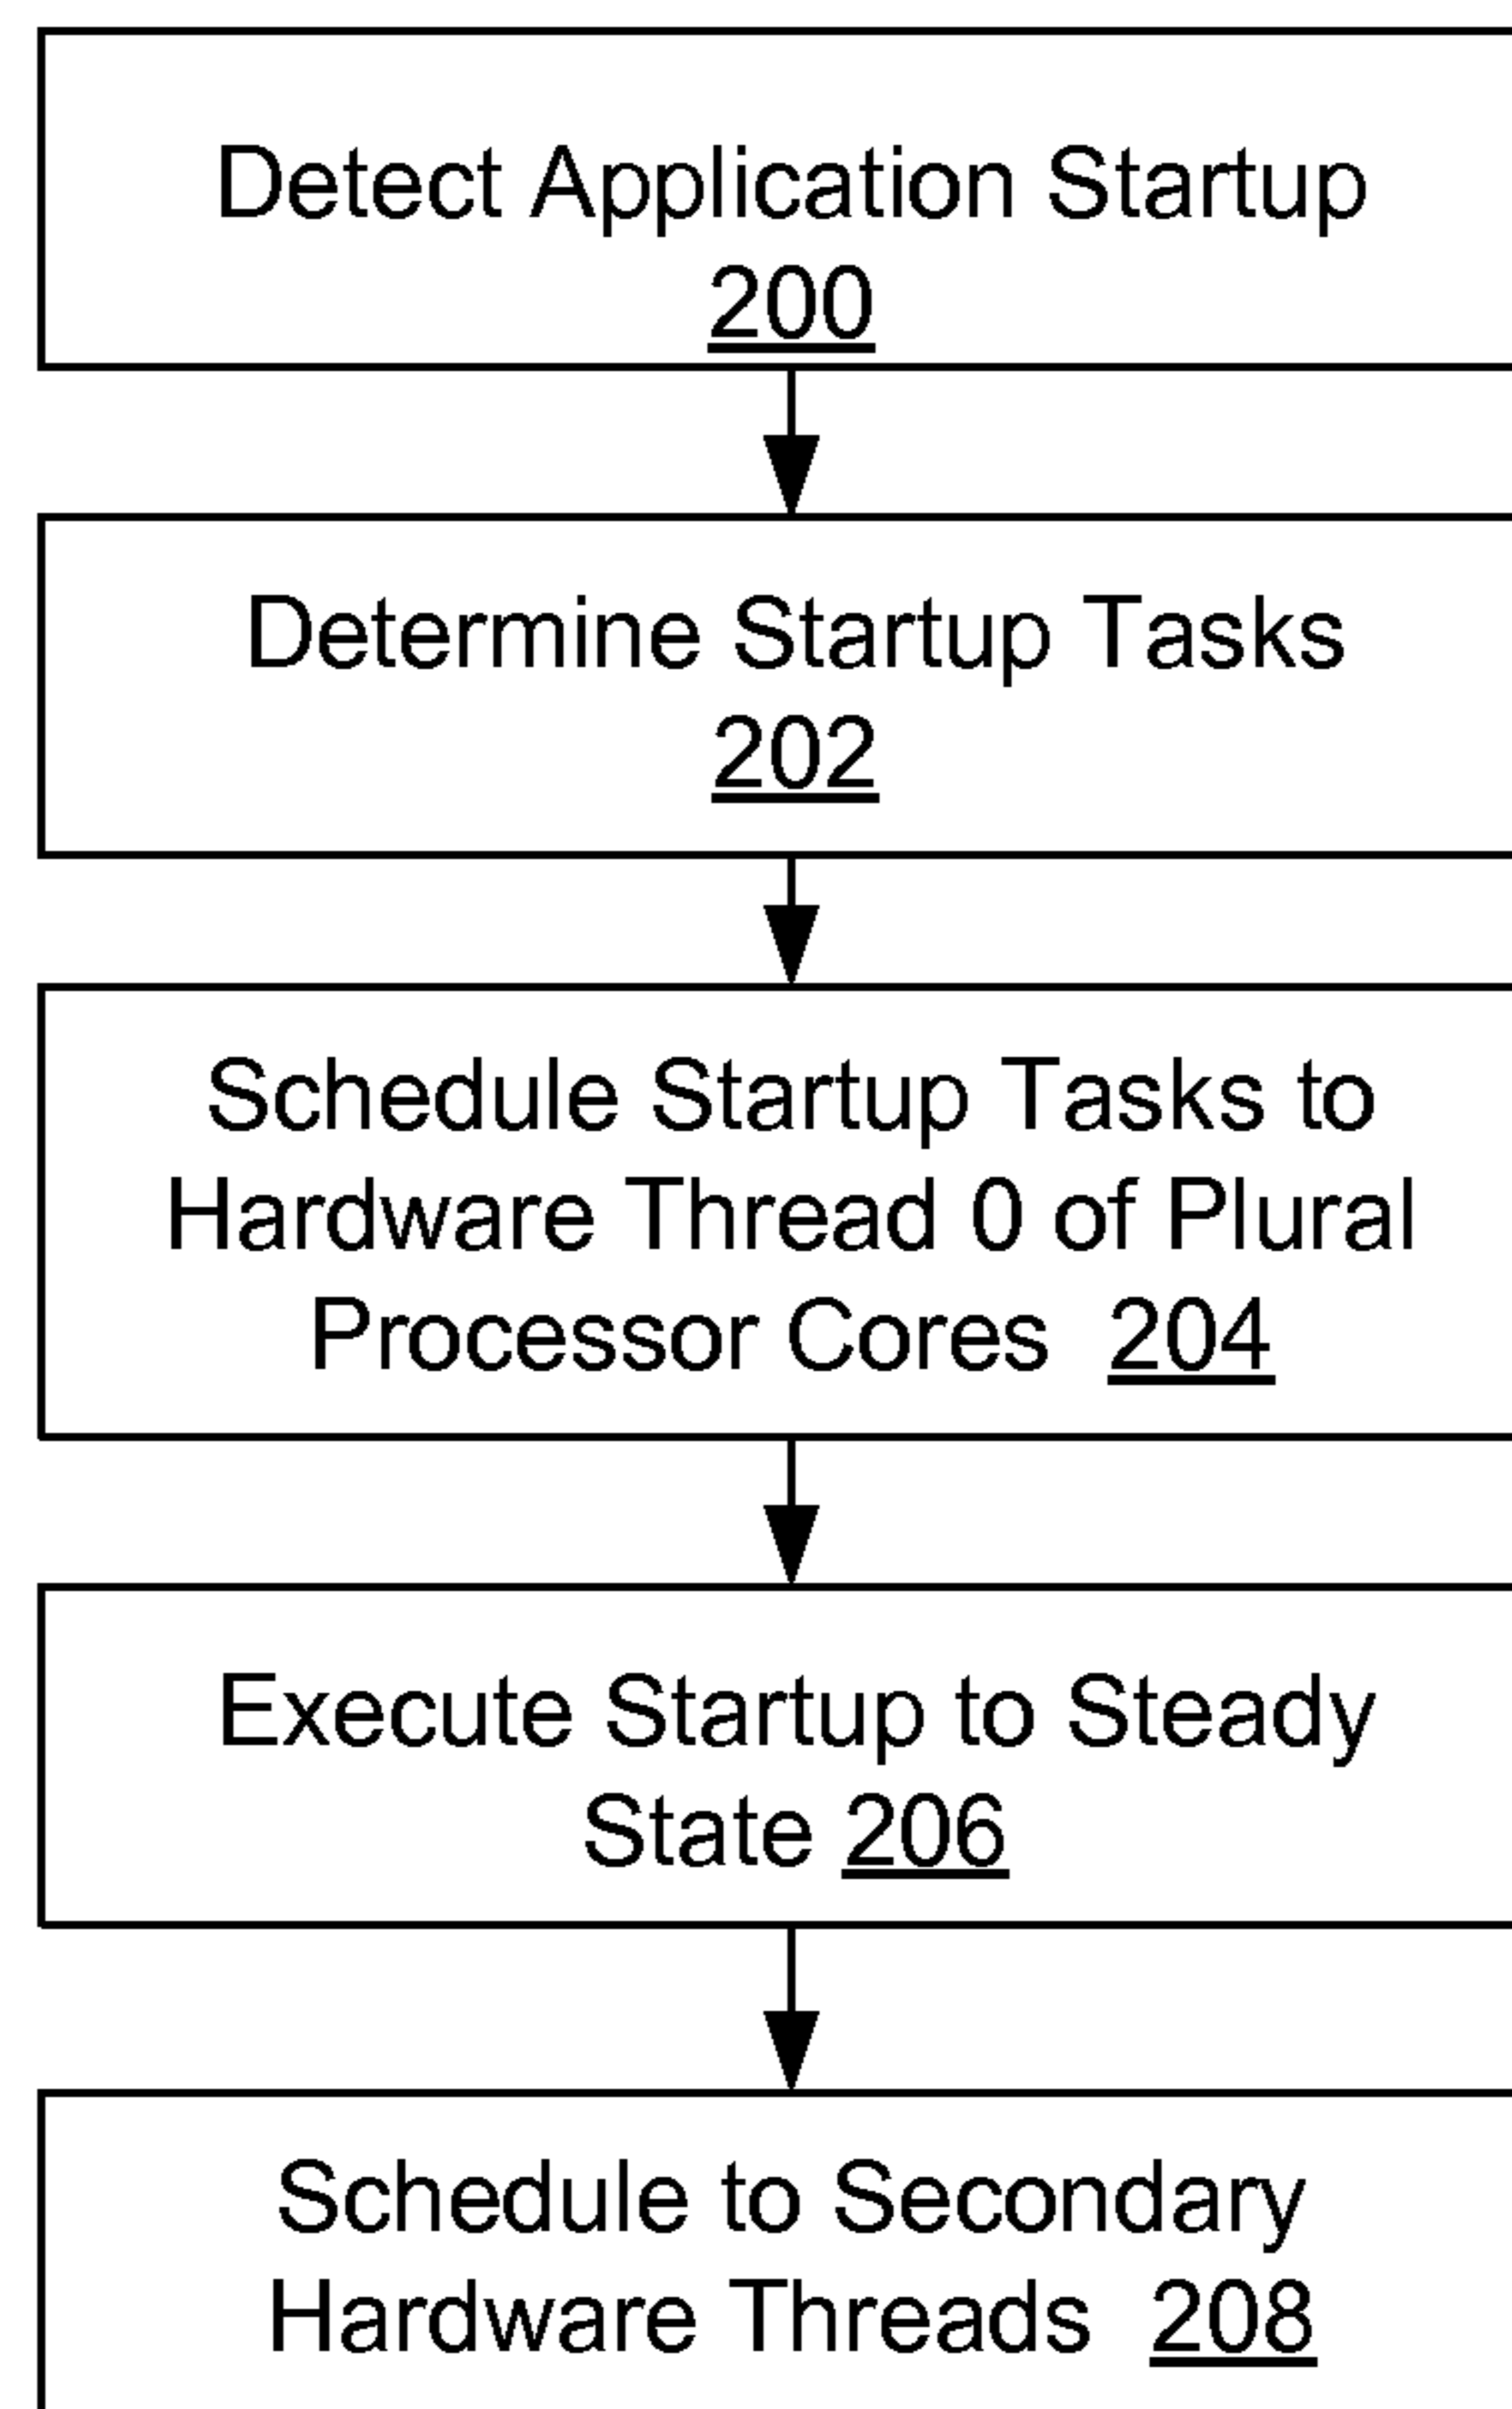 Detect Application Startup
200
Determine Startup Tasks
202
Schedule Startup Tasks to
Hardware Thread 0 of Plural
Processor Cores 204
Execute Startup to Steady
State 206
Schedule to Secondary
Hardware Threads 208